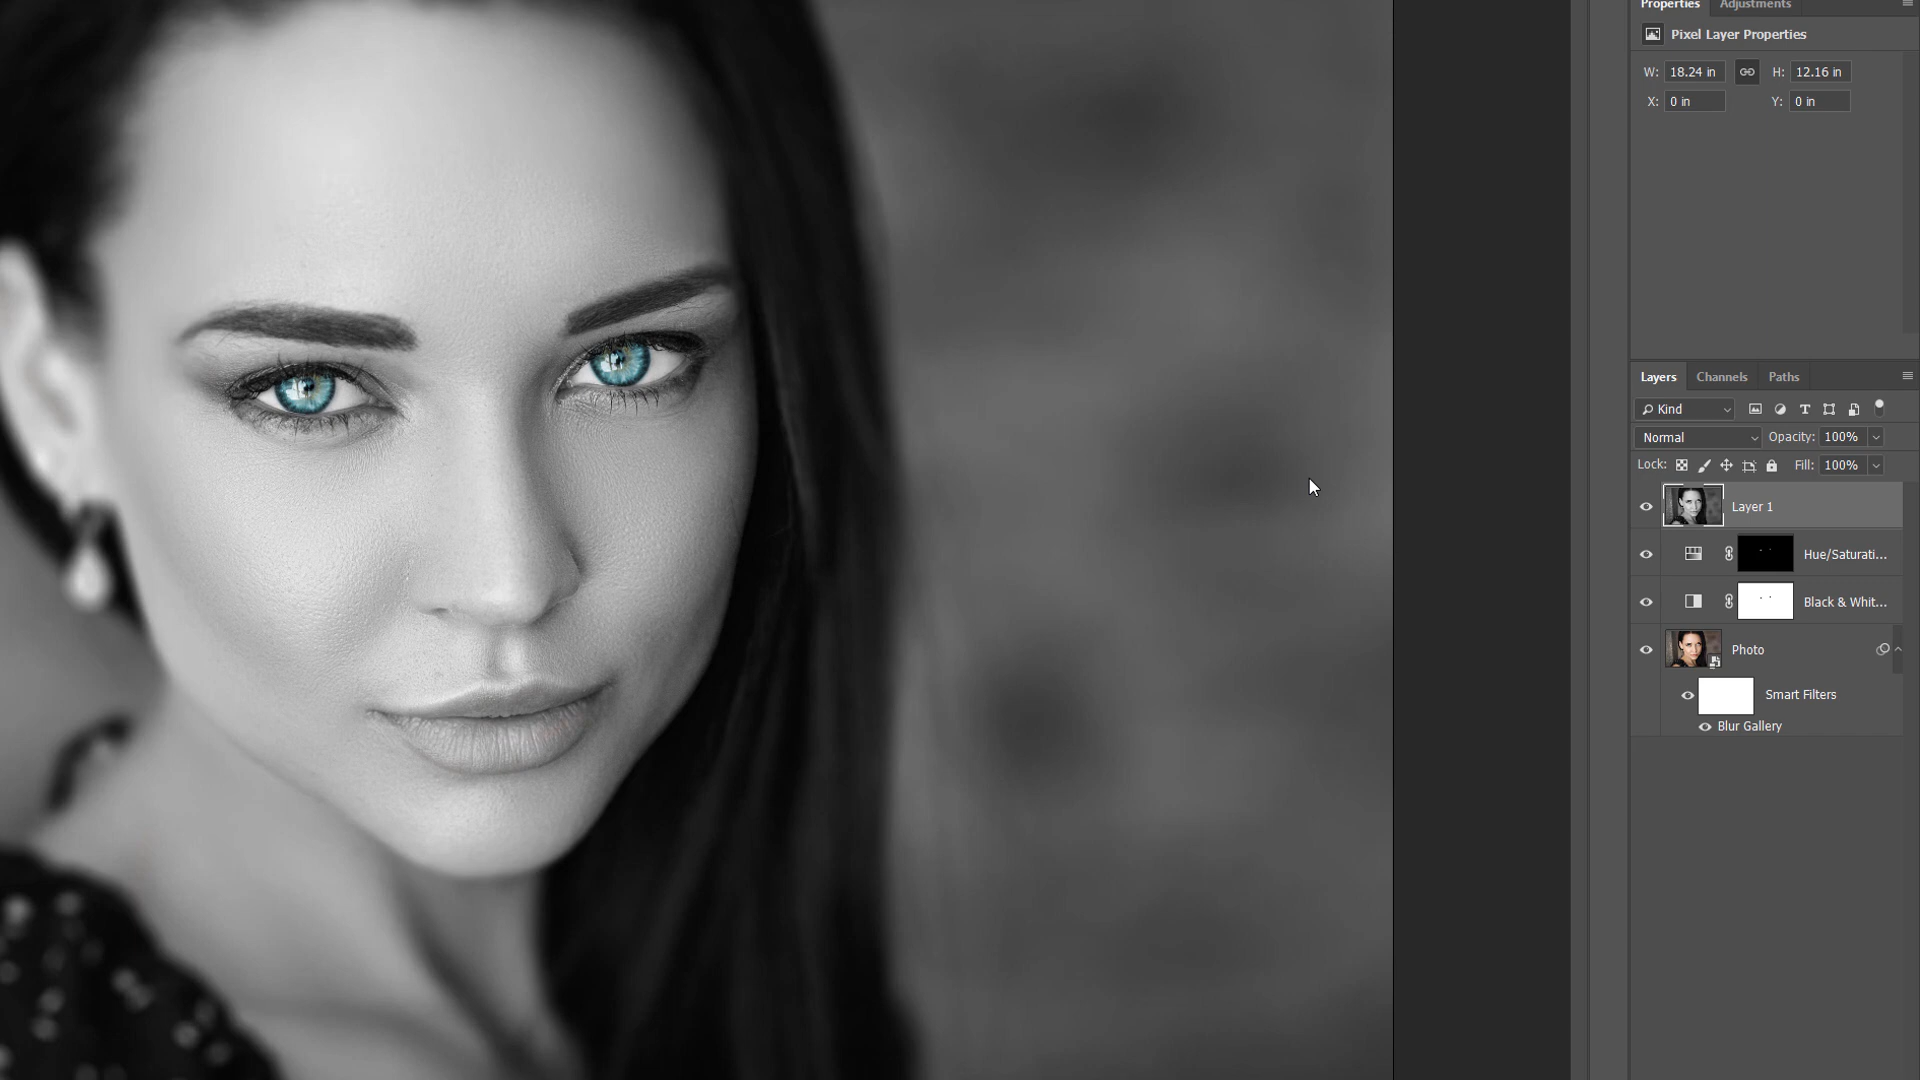 Properties Adjustments
Pixel Layer Properties
W: 18.24 in H: 12.16 in
X: 0 in Y: 0 in
Layers Channels Paths
Kind
Normal Opacity: 100%
Lock: Fill: 100%
Layer 1
Hue/Saturati...
Black & Whit...
Photo
Smart Filters
Blur Gallery